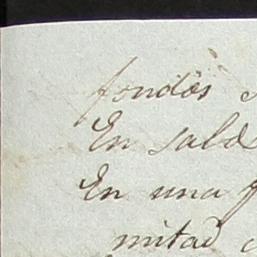 fondos
En sald
En una
mitad